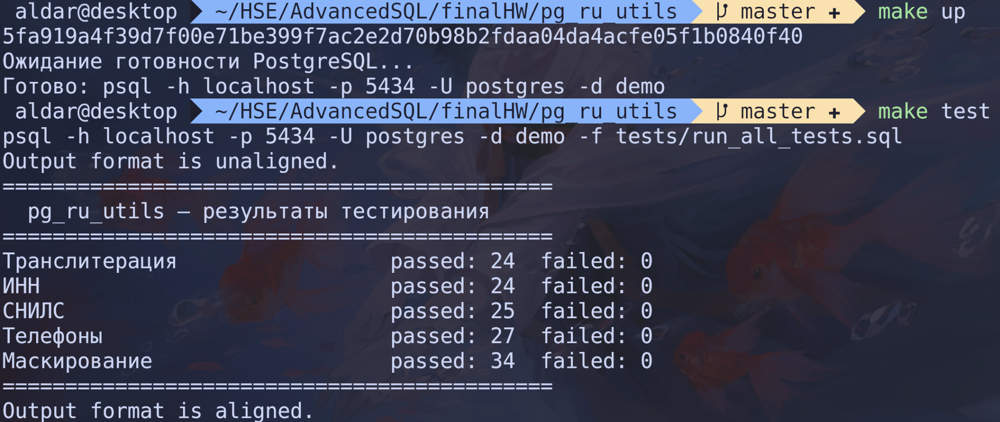 aldar@desktop ~/HSE/AdvancedSQL/finalHW/pg_ru_utils master + make up
5fa919a4f39d7f00e71be399f7ac2e2d70b98b2fdaa04da4acfe05f1b0840f40
Ожидание готовности PostgreSQL...
Готово: psql -h localhost -p 5434 -U postgres -d demo
aldar@desktop ~/HSE/AdvancedSQL/finalHW/pg_ru_utils master + make test
psql -h localhost -p 5434 -U postgres -d demo -f tests/run_all_tests.sql
Output format is unaligned.
============================================
pg_ru_utils — результаты тестирования
============================================
Транслитерация passed: 24 failed: 0
ИНН passed: 24 failed: 0
СНИЛС passed: 25 failed: 0
Телефоны passed: 27 failed: 0
Маскирование passed: 34 failed: 0
============================================
Output format is aligned.